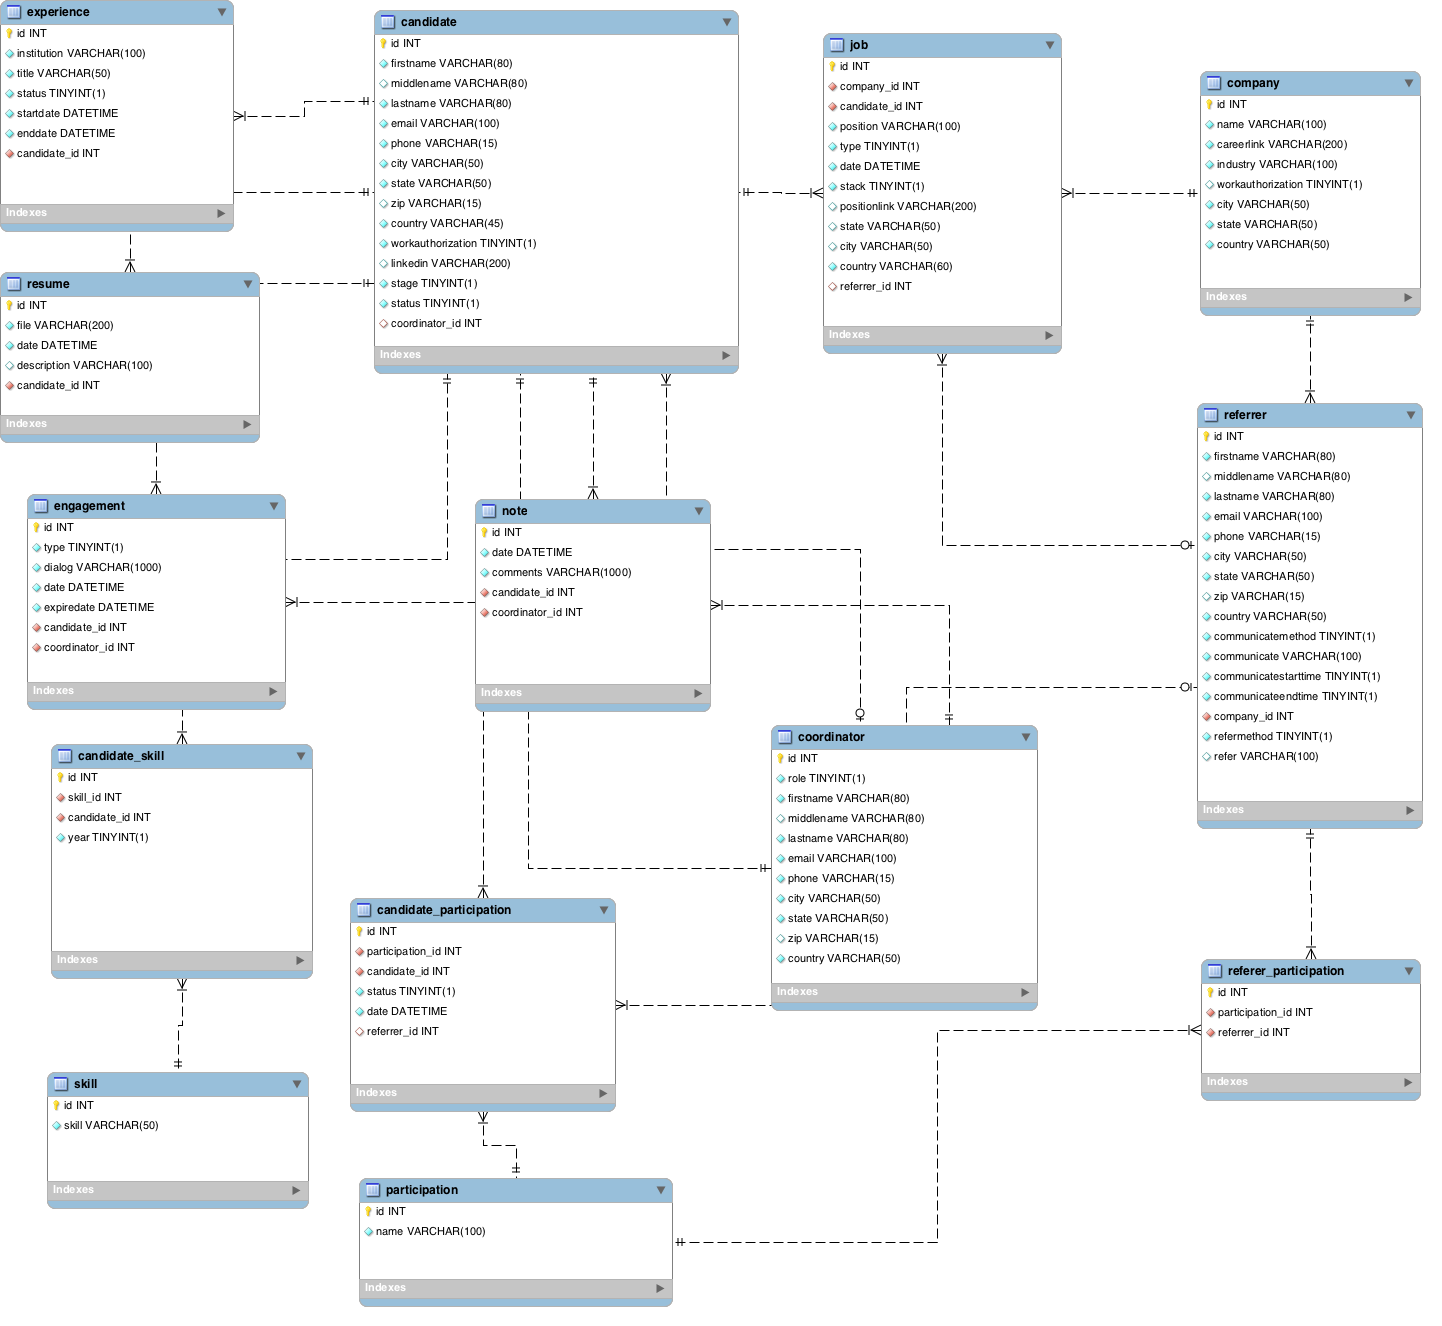 experience
id INT
institution VARCHAR(100)
title VARCHAR(50)
status TINYINT(1)
startdate DATETIME
enddate DATETIME
candidate_id INT
Indexes
candidate
id INT
firstname VARCHAR(80)
middlename VARCHAR(80)
lastname VARCHAR(80)
email VARCHAR(100)
phone VARCHAR(15)
city VARCHAR(50)
state VARCHAR(50)
zip VARCHAR(15)
country VARCHAR(45)
workauthorization TINYINT(1)
linkedin VARCHAR(200)
stage TINYINT(1)
status TINYINT(1)
coordinator_id INT
Indexes
job
id INT
company_id INT
candidate_id INT
position VARCHAR(100)
type TINYINT(1)
date DATETIME
stack TINYINT(1)
positionlink VARCHAR(200)
state VARCHAR(50)
city VARCHAR(50)
country VARCHAR(60)
referrer_id INT
Indexes
company
id INT
name VARCHAR(100)
careerlink VARCHAR(200)
industry VARCHAR(100)
workauthorization TINYINT(1)
city VARCHAR(50)
state VARCHAR(50)
country VARCHAR(50)
Indexes
resume
id INT
file VARCHAR(200)
date DATETIME
description VARCHAR(100)
candidate_id INT
Indexes
engagement
id INT
type TINYINT(1)
dialog VARCHAR(1000)
date DATETIME
expiredate DATETIME
candidate_id INT
coordinator_id INT
Indexes
note
id INT
date DATETIME
comments VARCHAR(1000)
candidate_id INT
coordinator_id INT
Indexes
referrer
id INT
firstname VARCHAR(80)
middlename VARCHAR(80)
lastname VARCHAR(80)
email VARCHAR(100)
phone VARCHAR(15)
city VARCHAR(50)
state VARCHAR(50)
zip VARCHAR(15)
country VARCHAR(50)
communicatemethod TINYINT(1)
communicate VARCHAR(100)
communicatestarttime TINYINT(1)
communicateendtime TINYINT(1)
company_id INT
refermethod TINYINT(1)
refer VARCHAR(100)
Indexes
candidate_skill
id INT
skill_id INT
candidate_id INT
year TINYINT(1)
Indexes
coordinator
id INT
role TINYINT(1)
firstname VARCHAR(80)
middlename VARCHAR(80)
lastname VARCHAR(80)
email VARCHAR(100)
phone VARCHAR(15)
city VARCHAR(50)
state VARCHAR(50)
zip VARCHAR(15)
country VARCHAR(50)
Indexes
candidate_participation
id INT
participation_id INT
candidate_id INT
status TINYINT(1)
date DATETIME
referrer_id INT
Indexes
referer_participation
id INT
participation_id INT
referrer_id INT
Indexes
skill
id INT
skill VARCHAR(50)
Indexes
participation
id INT
name VARCHAR(100)
Indexes